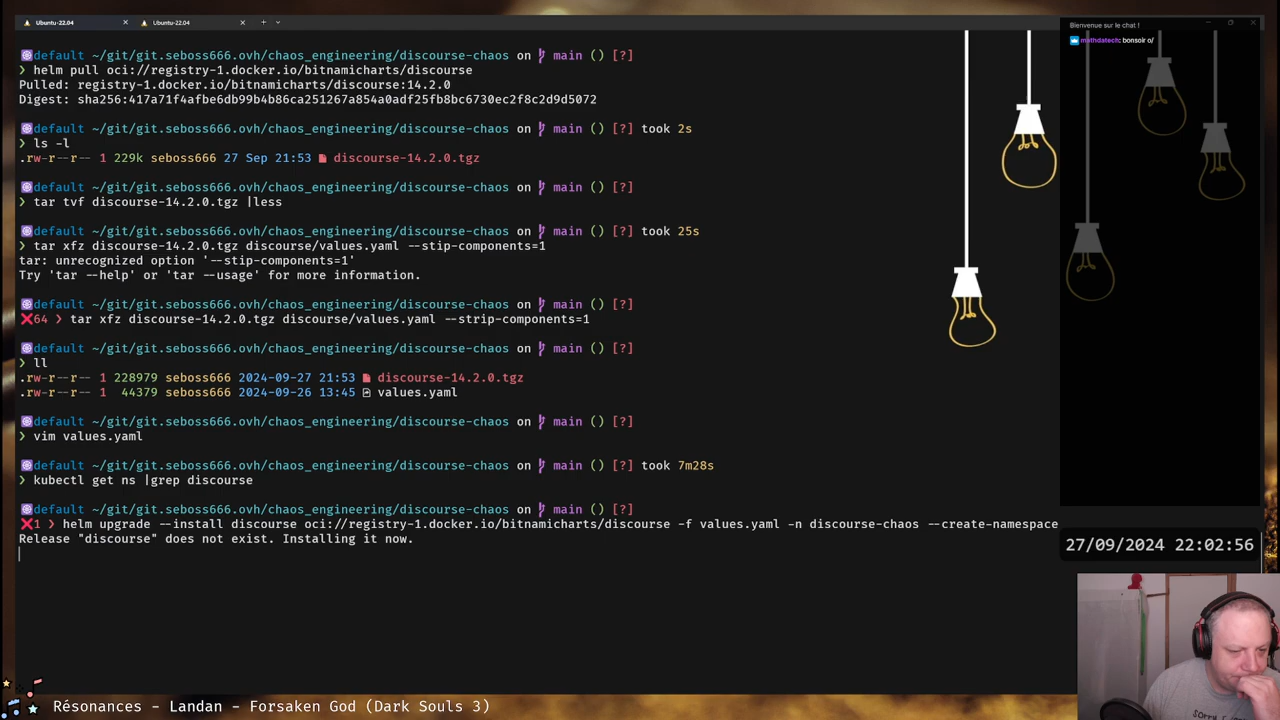 Ubuntu-22.04
Ubuntu-22.04
Bienvenue sur le chat !
mathdatech: bonsoir o/
default ~/git/git.seboss666.ovh/chaos_engineering/discourse-chaos on main () [?]
❯ helm pull oci://registry-1.docker.io/bitnamicharts/discourse
Pulled: registry-1.docker.io/bitnamicharts/discourse:14.2.0
Digest: sha256:417a71f4afbe6db99b4b86ca251267a854a0adf25fb8bc6730ec2f8c2d9d5072
default ~/git/git.seboss666.ovh/chaos_engineering/discourse-chaos on main () [?] took 2s
❯ ls -l
.rw-r--r-- 1 229k seboss666 27 Sep 21:53 discourse-14.2.0.tgz
default ~/git/git.seboss666.ovh/chaos_engineering/discourse-chaos on main () [?]
❯ tar tvf discourse-14.2.0.tgz |less
default ~/git/git.seboss666.ovh/chaos_engineering/discourse-chaos on main () [?] took 25s
❯ tar xfz discourse-14.2.0.tgz discourse/values.yaml --stip-components=1
tar: unrecognized option '--stip-components=1'
Try 'tar --help' or 'tar --usage' for more information.
default ~/git/git.seboss666.ovh/chaos_engineering/discourse-chaos on main () [?]
❌64 ❯ tar xfz discourse-14.2.0.tgz discourse/values.yaml --strip-components=1
default ~/git/git.seboss666.ovh/chaos_engineering/discourse-chaos on main () [?]
❯ ll
.rw-r--r-- 1 228979 seboss666 2024-09-27 21:53 discourse-14.2.0.tgz
.rw-r--r-- 1 44379 seboss666 2024-09-26 13:45 values.yaml
default ~/git/git.seboss666.ovh/chaos_engineering/discourse-chaos on main () [?]
❯ vim values.yaml
default ~/git/git.seboss666.ovh/chaos_engineering/discourse-chaos on main () [?] took 7m28s
❯ kubectl get ns |grep discourse
default ~/git/git.seboss666.ovh/chaos_engineering/discourse-chaos on main () [?]
❌1 ❯ helm upgrade --install discourse oci://registry-1.docker.io/bitnamicharts/discourse -f values.yaml -n discourse-chaos --create-namespace
Release "discourse" does not exist. Installing it now.
27/09/2024 22:02:56
Résonances - Landan - Forsaken God (Dark Souls 3)